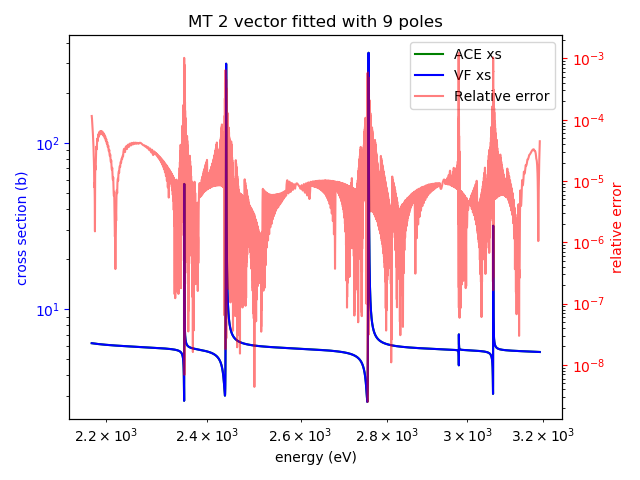 MT 2 vector fitted with 9 poles
ACE xs
VF xs
Relative error
cross section (b)
10²
10¹
relative error
10⁻³
10⁻⁴
10⁻⁵
10⁻⁶
10⁻⁷
10⁻⁸
2.2 × 10³ 2.4 × 10³ 2.6 × 10³ 2.8 × 10³ 3 × 10³ 3.2 × 10³
energy (eV)